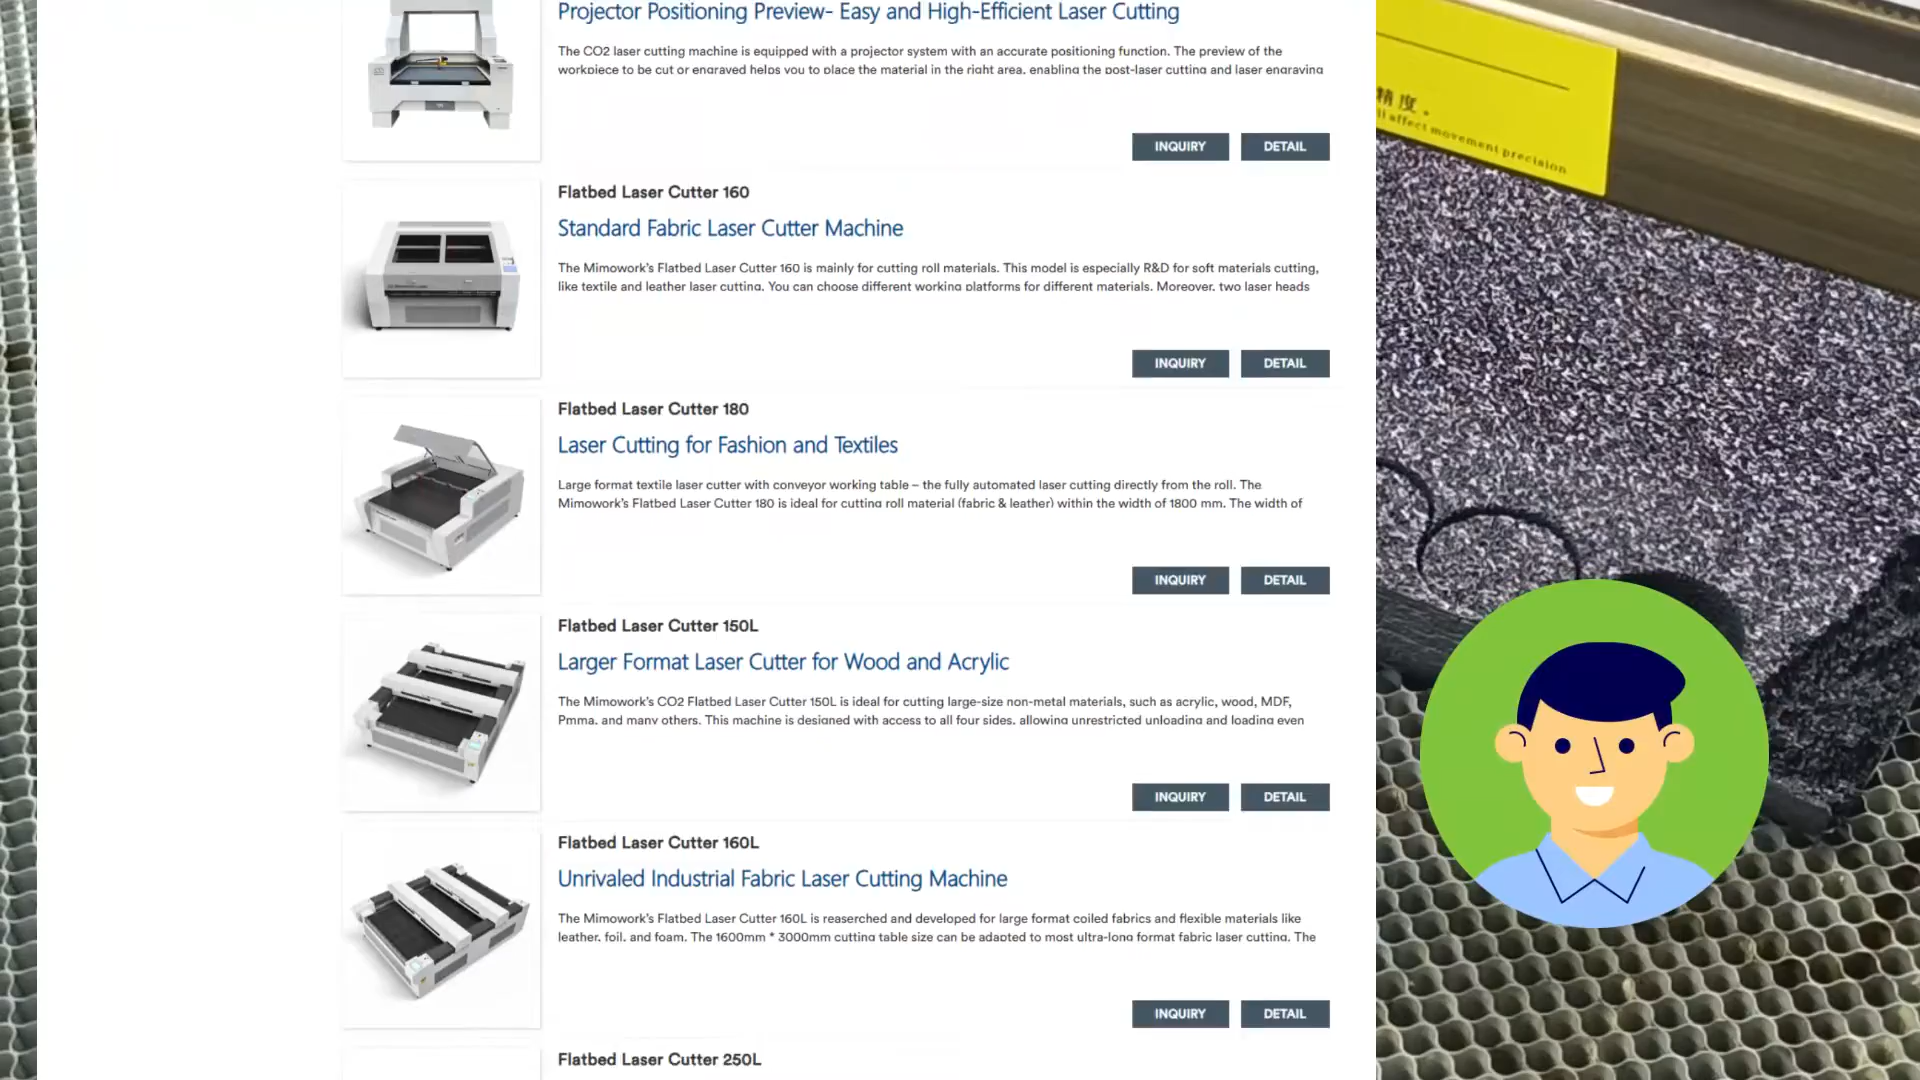 Projector Positioning Preview- Easy and High-Efficient Laser Cutting
The CO2 laser cutting machine is equipped with a projector system with an accurate positioning function. The preview of the
workpiece to be cut or engraved helps you to place the material in the right area, enabling the post-laser cutting and laser engraving
INQUIRY
DETAIL
Flatbed Laser Cutter 160
Standard Fabric Laser Cutter Machine
The Mimowork's Flatbed Laser Cutter 160 is mainly for cutting roll materials. This model is especially R&D for soft materials cutting,
like textile and leather laser cutting. You can choose different working platforms for different materials. Moreover, two laser heads
INQUIRY
DETAIL
Flatbed Laser Cutter 180
Laser Cutting for Fashion and Textiles
Large format textile laser cutter with conveyor working table – the fully automated laser cutting directly from the roll. The
Mimowork's Flatbed Laser Cutter 180 is ideal for cutting roll material (fabric & leather) within the width of 1800 mm. The width of
INQUIRY
DETAIL
Flatbed Laser Cutter 150L
Larger Format Laser Cutter for Wood and Acrylic
The Mimowork's CO2 Flatbed Laser Cutter 150L is ideal for cutting large-size non-metal materials, such as acrylic, wood, MDF,
Pmma, and many others. This machine is designed with access to all four sides, allowing unrestricted unloading and loading even
INQUIRY
DETAIL
Flatbed Laser Cutter 160L
Unrivaled Industrial Fabric Laser Cutting Machine
The Mimowork's Flatbed Laser Cutter 160L is reaserched and developed for large format coiled fabrics and flexible materials like
leather, foil, and foam. The 1600mm * 3000mm cutting table size can be adapted to most ultra-long format fabric laser cutting. The
INQUIRY
DETAIL
Flatbed Laser Cutter 250L
精度。
affect movement precision